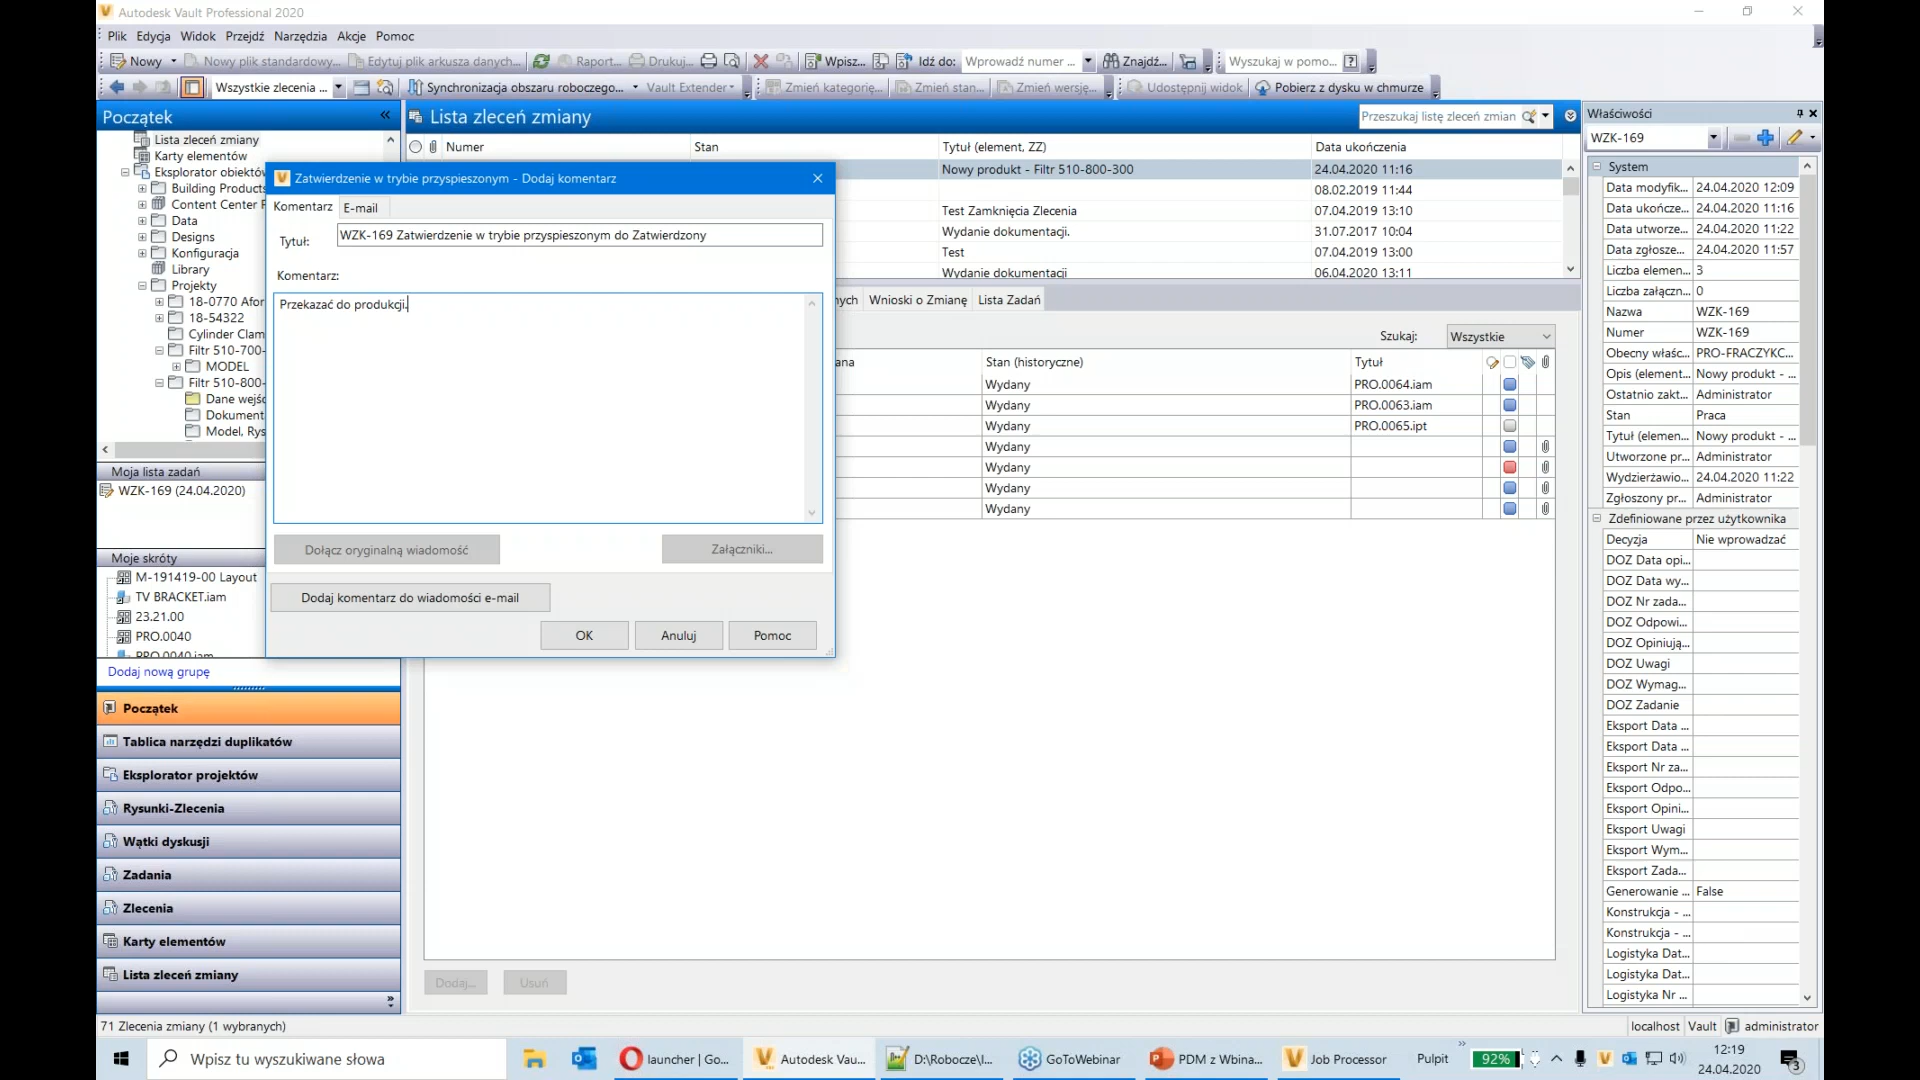 Autodesk Vault Professional 2020
Plik Edycja Widok Przejdź Narzędzia Akcje Pomoc
Nowy Nowy plik standardowy... Edytuj plik arkusza danych... Raport... Drukuj... Wpisz... Idź do: Wprowadź numer ... Znajdź... Wyszukaj w pomo...
Wszystkie zlecenia ... Synchronizacja obszaru roboczego... Vault Extender Zmień kategorię... Zmień stan... Zmień wersję... Udostępnij widok Pobierz z dysku w chmurze
Początek
Lista zleceń zmiany
Karty elementów
Eksplorator obiektów
Building Products
Content Center F
Data
Designs
Konfiguracja
Library
Projekty
18-0770 Afor
18-54322
Cylinder Clam
Filtr 510-700-
MODEL
Filtr 510-800-
Dane wejś
Dokument
Model, Rys
Moja lista zadań
WZK-169 (24.04.2020)
Moje skróty
M-191419-00 Layout
TV BRACKET.iam
23.21.00
PRO.0040
PRO.0040.iam
Dodaj nową grupę
Początek
Tablica narzędzi duplikatów
Eksplorator projektów
Rysunki-Zlecenia
Wątki dyskusji
Zadania
Zlecenia
Karty elementów
Lista zleceń zmiany
Lista zleceń zmiany Przeszukaj listę zleceń zmian
Numer Stan Tytuł (element, ZZ) Data ukończenia
Nowy produkt - Filtr 510-800-300 24.04.2020 11:16
08.02.2019 11:44
Test Zamknięcia Zlecenia 07.04.2019 13:10
Wydanie dokumentacji. 31.07.2017 10:04
Test 07.04.2019 13:00
Wydanie dokumentacji 06.04.2020 13:11
Zatwierdzenie w trybie przyspieszonym - Dodaj komentarz
Komentarz E-mail
Tytuł: WZK-169 Zatwierdzenie w trybie przyspieszonym do Zatwierdzony
Komentarz:
Przekazać do produkcji.
Dołącz oryginalną wiadomość Załączniki...
Dodaj komentarz do wiadomości e-mail
OK Anuluj Pomoc
nych Wnioski o Zmianę Lista Zadań
Szukaj: Wszystkie
ana Stan (historyczne) Tytuł
Wydany PRO.0064.iam
Wydany PRO.0063.iam
Wydany PRO.0065.ipt
Wydany
Wydany
Wydany
Wydany
Dodaj... Usuń
Właściwości
WZK-169
System
Data modyfik... 24.04.2020 12:09
Data ukończe... 24.04.2020 11:16
Data utworze... 24.04.2020 11:22
Data zgłosze... 24.04.2020 11:57
Liczba elemen... 3
Liczba załączn... 0
Nazwa WZK-169
Numer WZK-169
Obecny właśc... PRO-FRACZYKC...
Opis (element... Nowy produkt - ...
Ostatnio zakt... Administrator
Stan Praca
Tytuł (elemen... Nowy produkt - ...
Utworzone pr... Administrator
Wydzierżawio... 24.04.2020 11:22
Zgłoszony pr... Administrator
Zdefiniowane przez użytkownika
Decyzja Nie wprowadzać
DOZ Data opi...
DOZ Data wy...
DOZ Nr zada...
DOZ Odpowi...
DOZ Opiniują...
DOZ Uwagi
DOZ Wymag...
DOZ Zadanie
Eksport Data ...
Eksport Data ...
Eksport Nr za...
Eksport Odpo...
Eksport Opini...
Eksport Uwagi
Eksport Wym...
Eksport Zada...
Generowanie ... False
Konstrukcja - ...
Konstrukcja - ...
Logistyka Dat...
Logistyka Dat...
Logistyka Nr ...
71 Zlecenia zmiany (1 wybranych) localhost Vault administrator
Wpisz tu wyszukiwane słowa launcher | Go... Autodesk Vau... D:\Robocze\I... GoToWebinar PDM z Wbina... Job Processor Pulpit 92% 12:19
24.04.2020 3